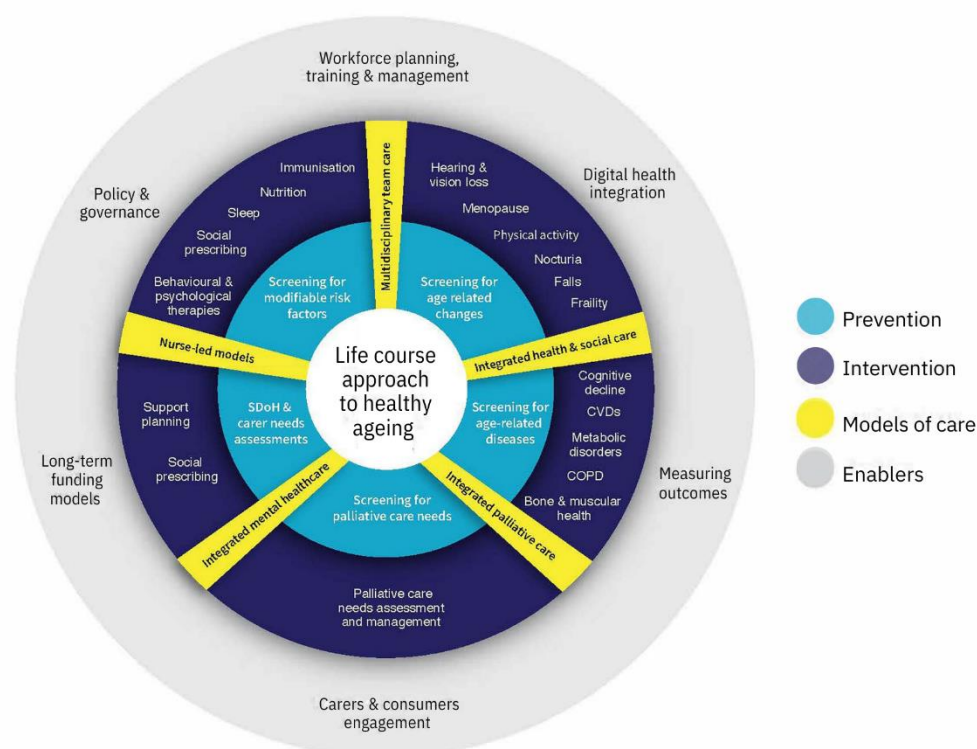 Workforce planning,
training & management
Digital health
integration
Measuring
outcomes
Carers & consumers
engagement
Long-term
funding
models
Policy &
governance
Multidisciplinary team care
Integrated health & social care
Integrated palliative care
Integrated mental healthcare
Nurse-led models
Immunisation
Nutrition
Sleep
Social
prescribing
Behavioural &
psychological
therapies
Hearing &
vision loss
Menopause
Physical activity
Nocturia
Falls
Fraility
Cognitive
decline
CVDs
Metabolic
disorders
COPD
Bone & muscular
health
Palliative care
needs assessment
and management
Support
planning
Social
prescribing
Screening for
modifiable risk
factors
Screening for
age related
changes
Screening for
age-related
diseases
Screening for
palliative care needs
SDoH &
carer needs
assessments
Life course
approach
to healthy
ageing
Prevention
Intervention
Models of care
Enablers